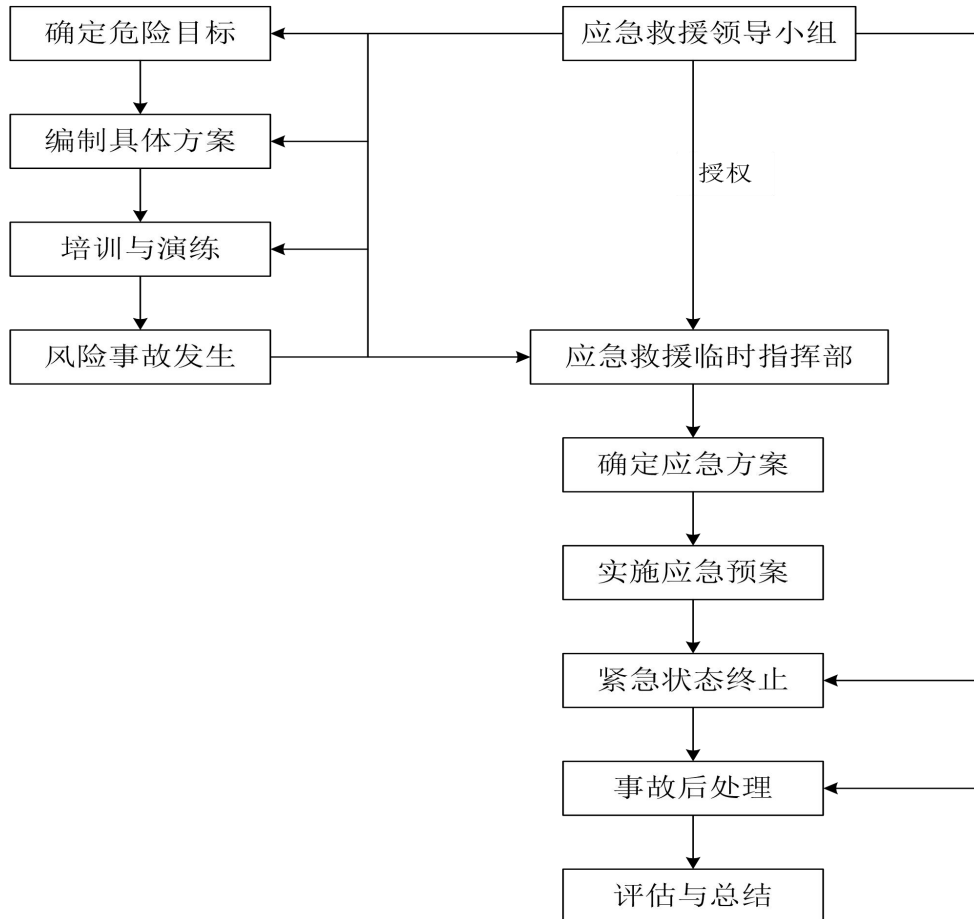 确定危险目标
应急救援领导小组
编制具体方案
授权
培训与演练
风险事故发生
应急救援临时指挥部
确定应急方案
实施应急预案
紧急状态终止
事故后处理
评估与总结